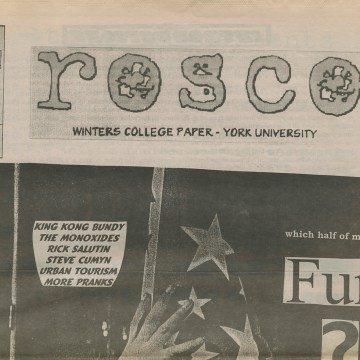 rosco
WINTERS COLLEGE PAPER - YORK UNIVERSITY
KING KONG BUNDY
THE MONOXIDES
RICK SALUTIN
STEVE CUMYN
URBAN TOURISM
MORE PRANKS
which half of m
Fu